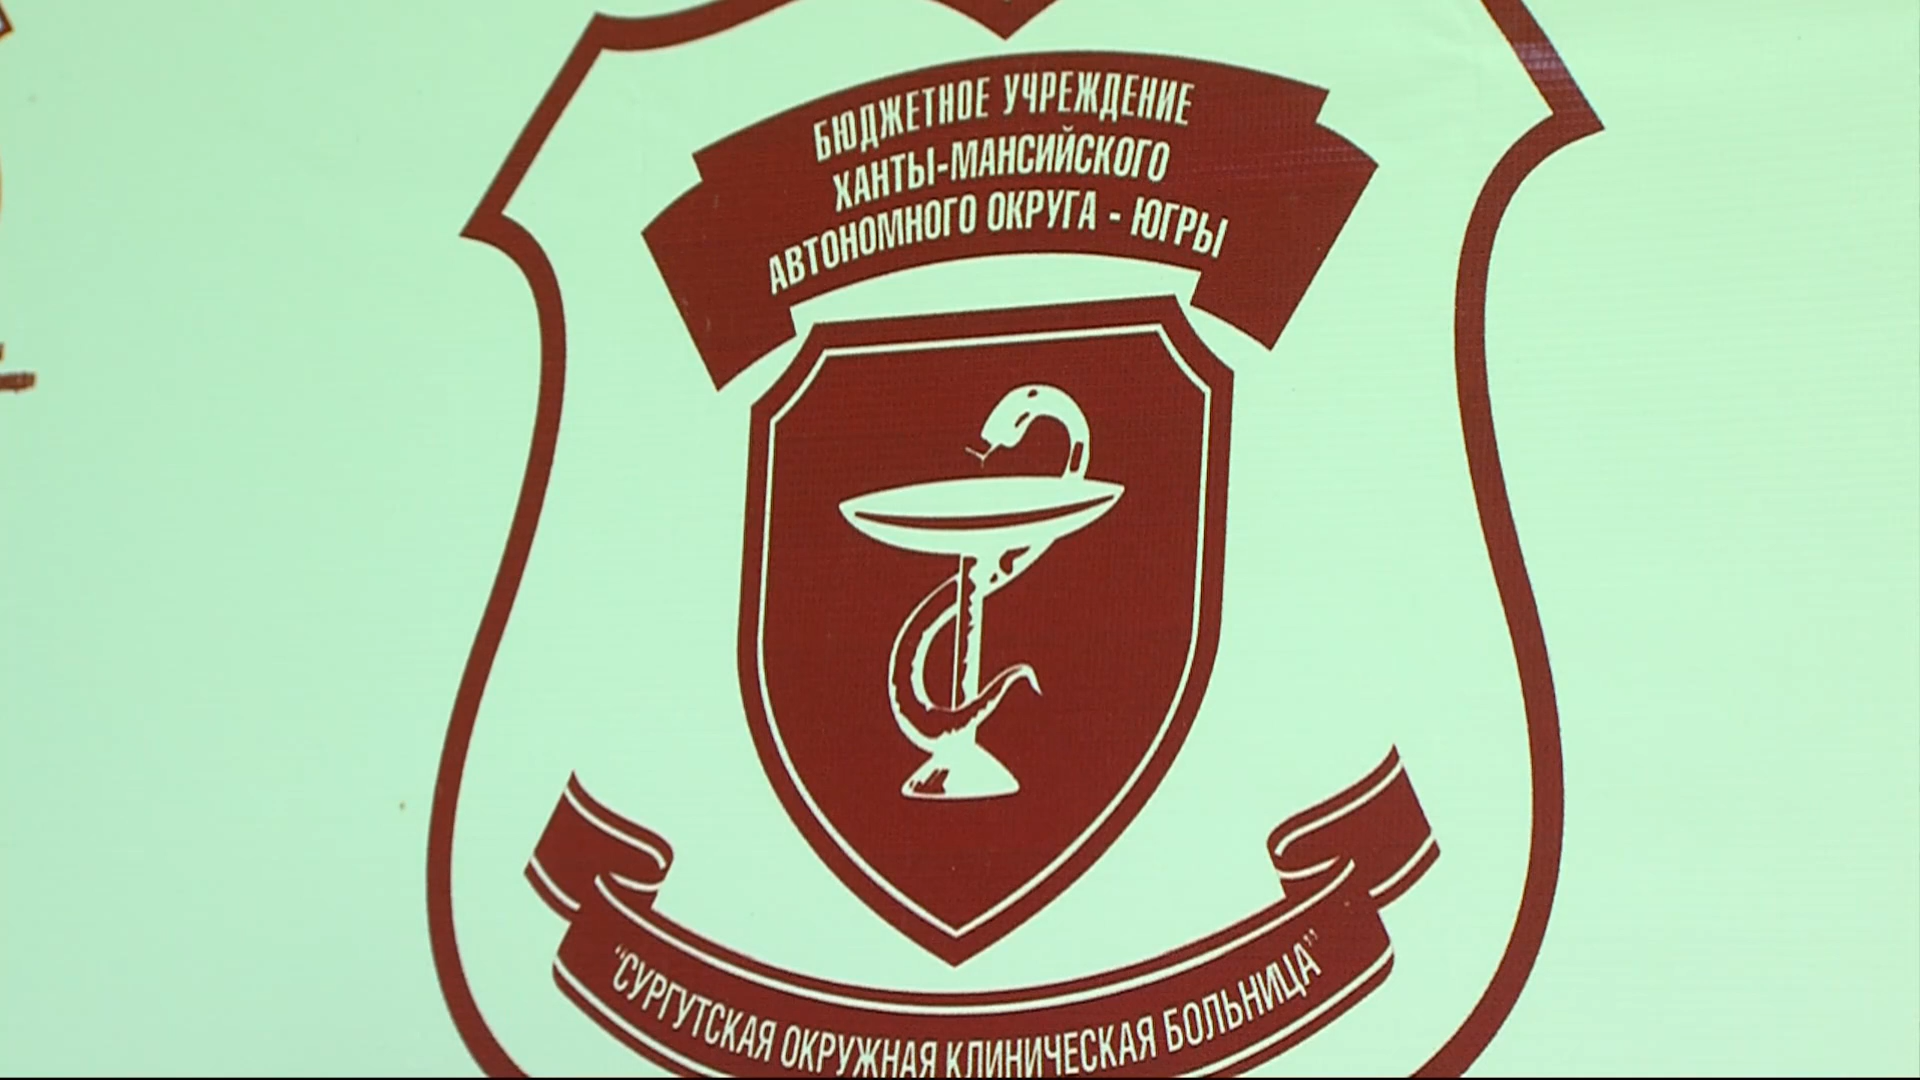 БЮДЖЕТНОЕ УЧРЕЖДЕНИЕ
ХАНТЫ-МАНСИЙСКОГО
АВТОНОМНОГО ОКРУГА - ЮГРЫ
“СУРГУТСКАЯ ОКРУЖНАЯ КЛИНИЧЕСКАЯ БОЛЬНИЦА”